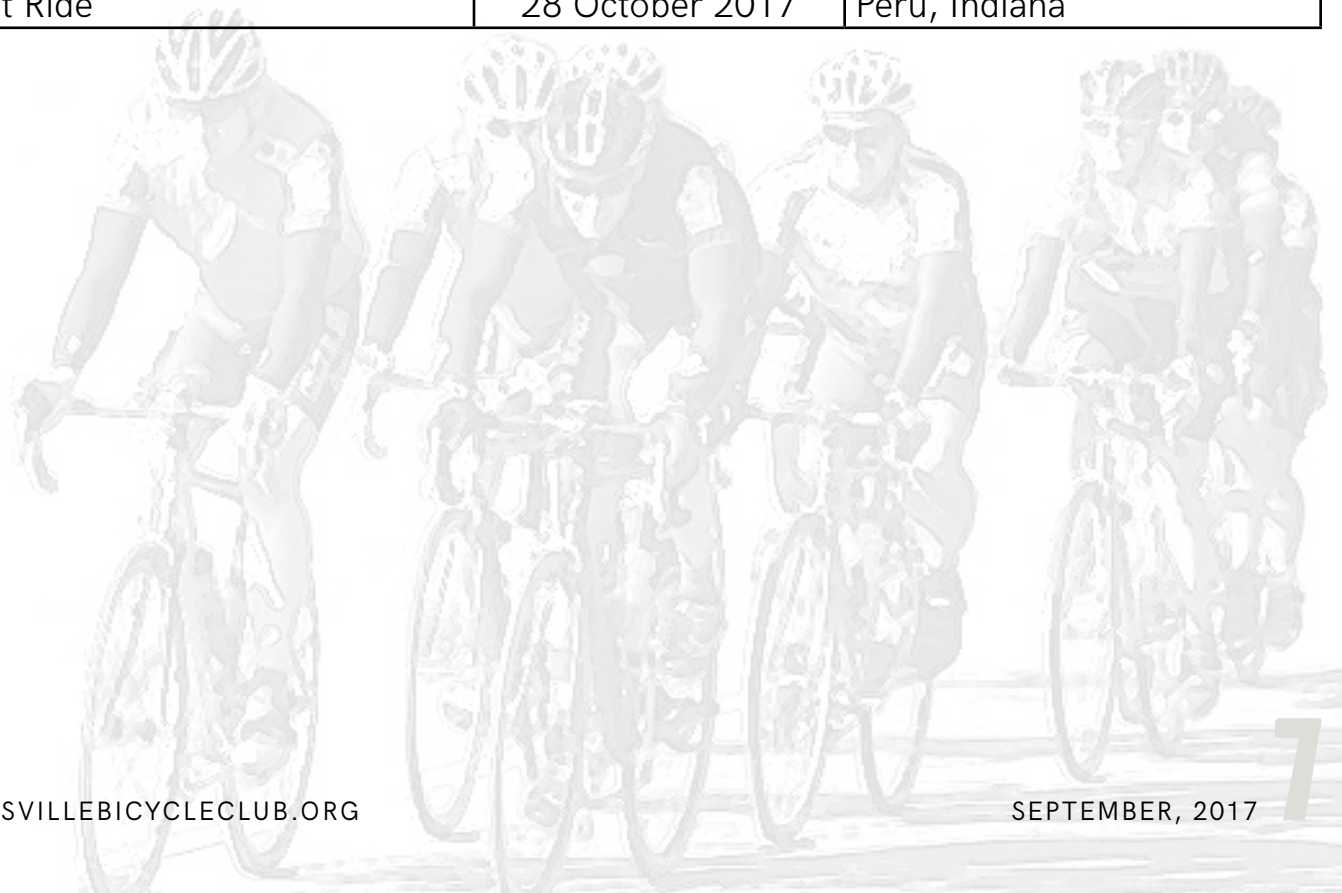 t Ride 28 October 2017 Peru, Indiana
SVILLEBICYCLECLUB.ORG SEPTEMBER, 2017 7